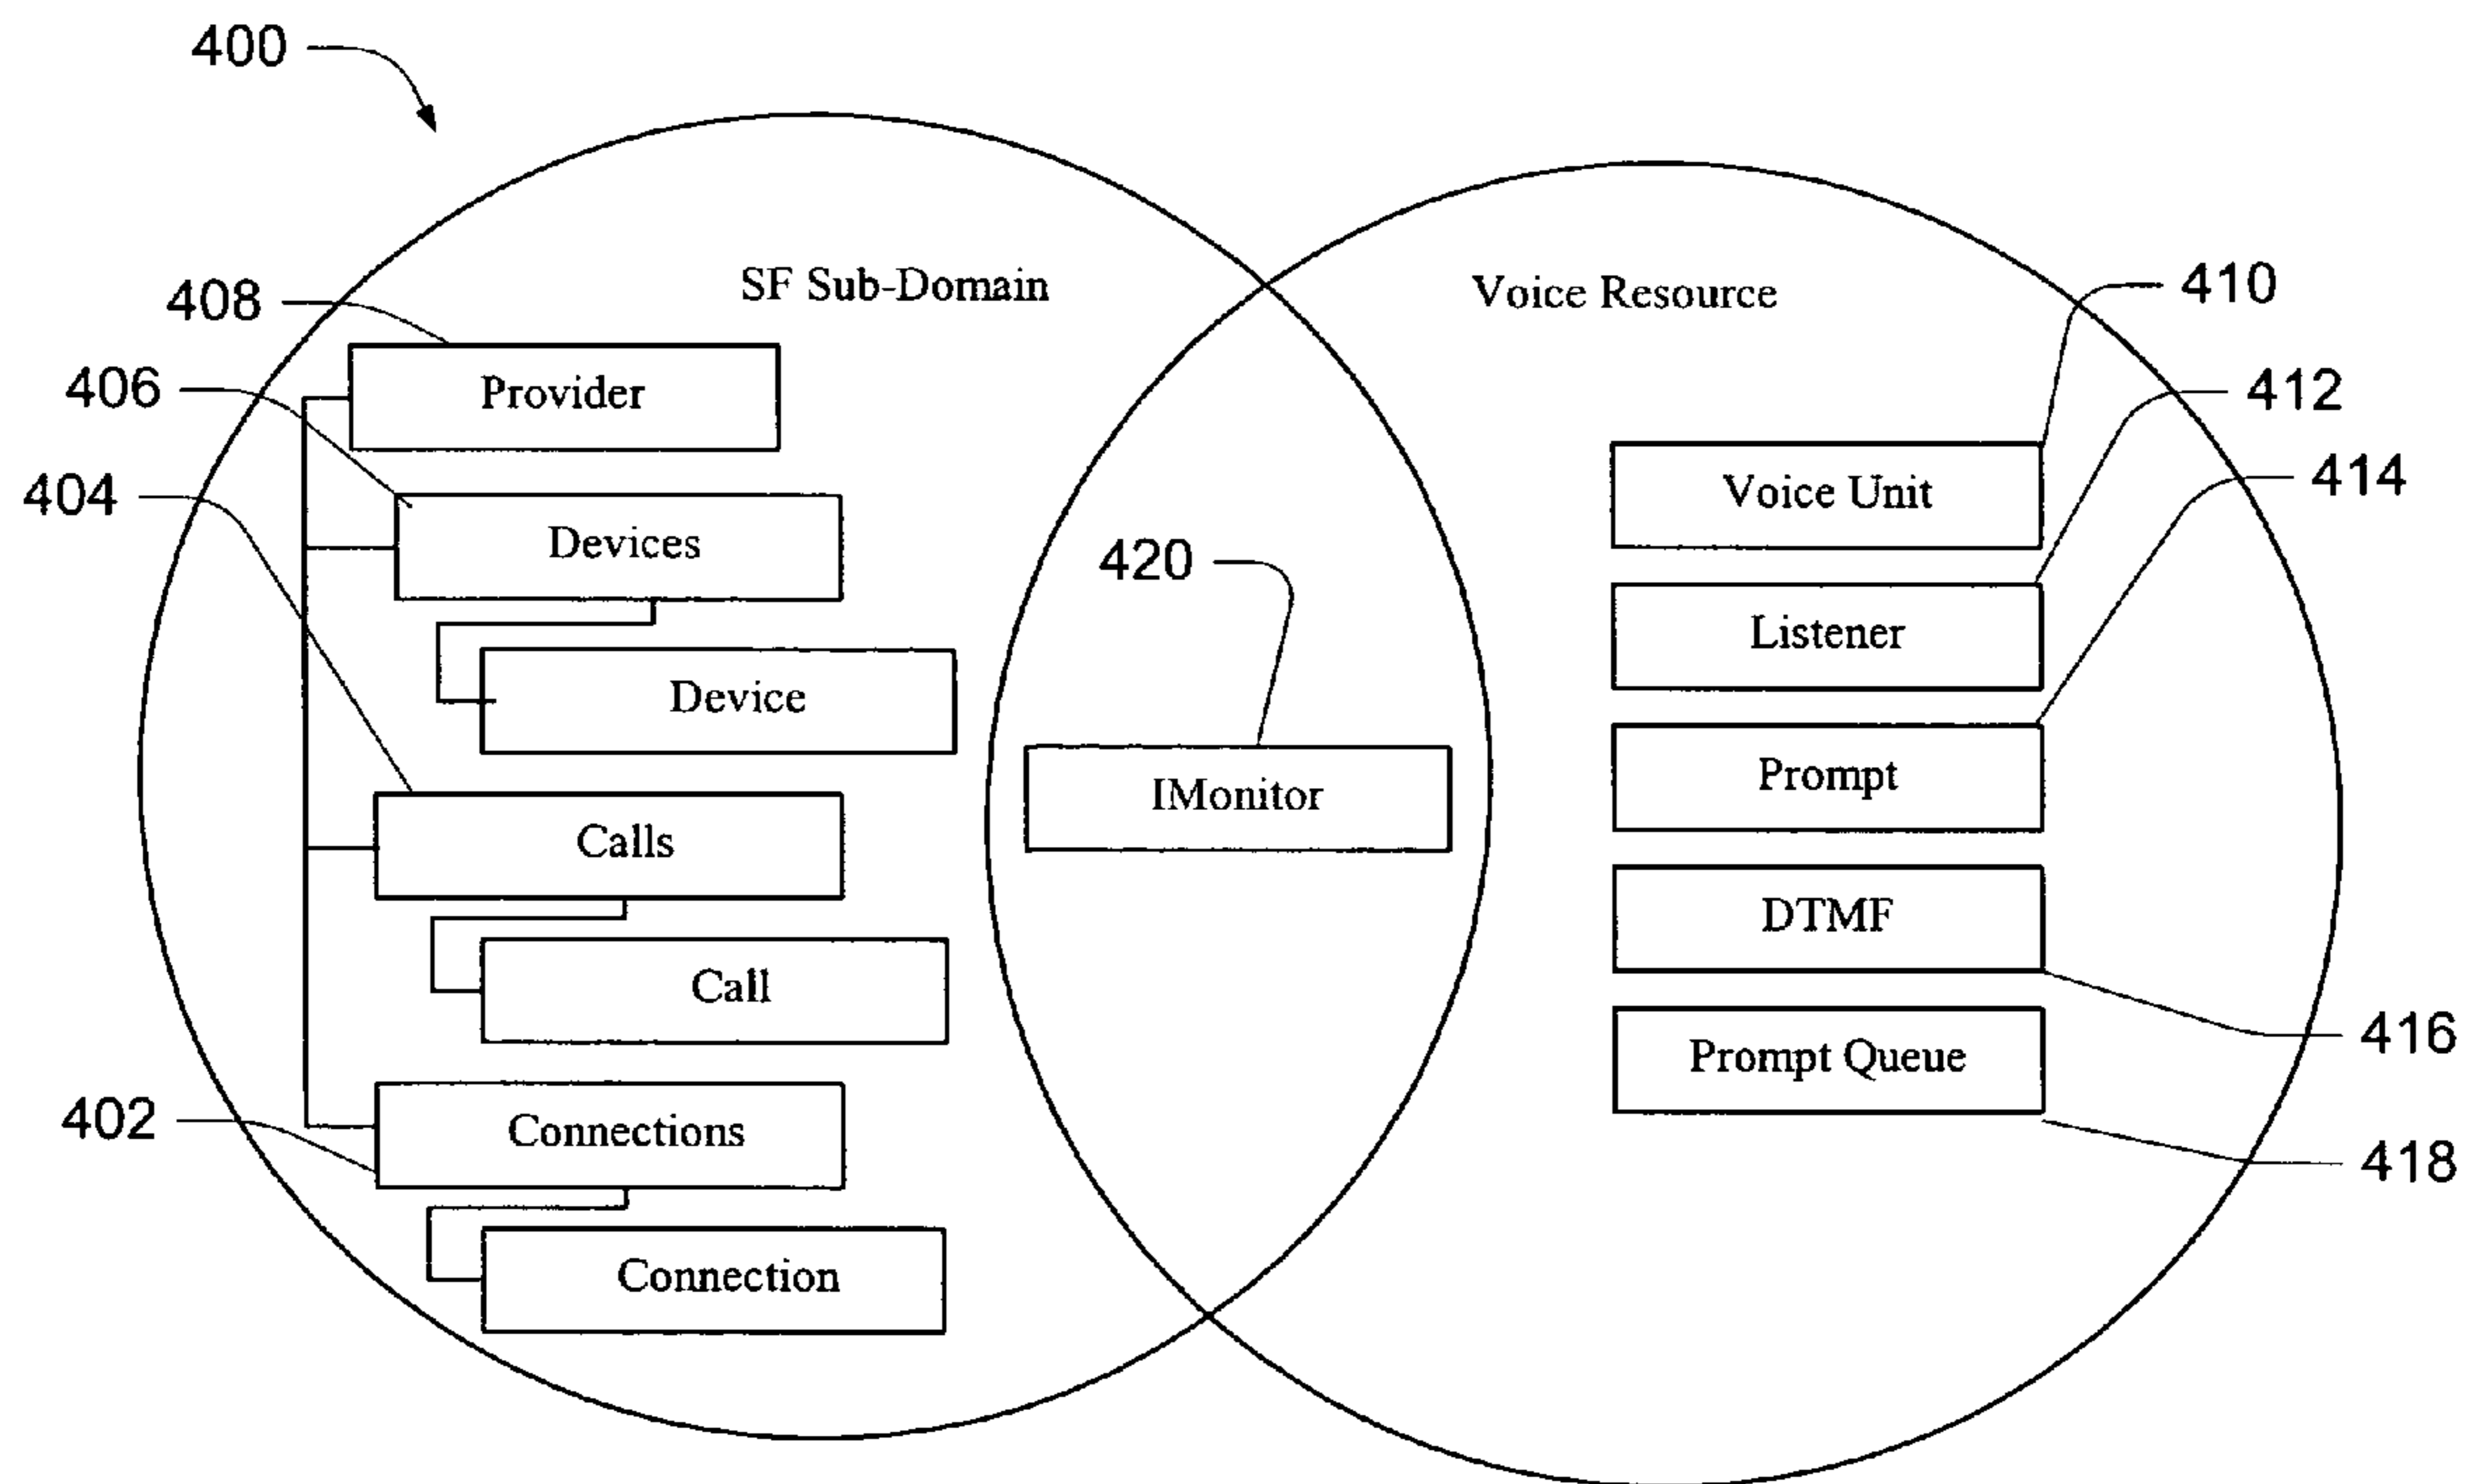 400
SF Sub-Domain
Voice Resource
408
410
406
Provider
412
404
Devices
Voice Unit
414
420
Listener
Device
Prompt
IMonitor
Calls
DTMF
Call
416
Prompt Queue
402
Connections
418
Connection